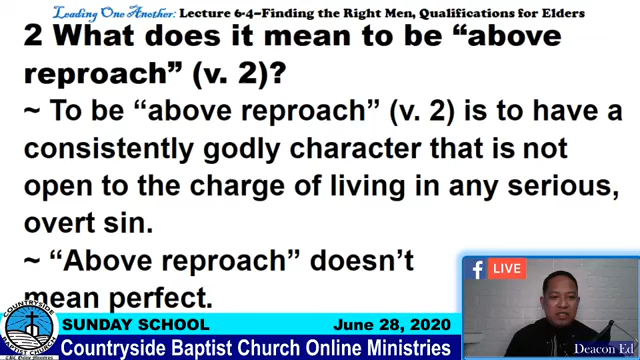 Leading One Another: Lecture 6-4–Finding the Right Men, Qualifications for Elders
2 What does it mean to be “above
reproach” (v. 2)?
~ To be “above reproach” (v. 2) is to have a
consistently godly character that is not
open to the charge of living in any serious,
overt sin.
~ “Above reproach” doesn’t
mean perfect.
f LIVE
Deacon Ed
COUNTRYSIDE
BAPTIST CHURCH
CBC Online Ministries
SUNDAY SCHOOL June 28, 2020
Countryside Baptist Church Online Ministries